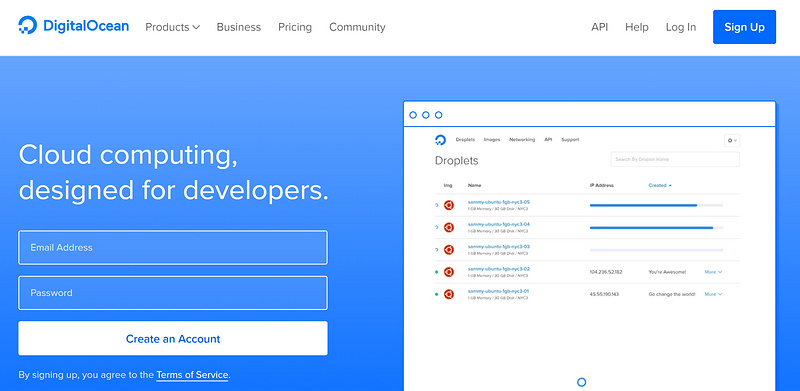 DigitalOcean Products Business Pricing Community API Help Log In Sign Up
Cloud computing,
designed for developers.
Email Address
Password
Create an Account
By signing up, you agree to the Terms of Service.
Droplets Images Networking API Support
Droplets
Search By Droplet Name
Img Name IP Address Created
sammy-ubuntu-1gb-nyc3-05
1 GB Memory / 30 GB Disk / NYC3
sammy-ubuntu-1gb-nyc3-04
1 GB Memory / 30 GB Disk / NYC3
sammy-ubuntu-1gb-nyc3-03
1 GB Memory / 30 GB Disk / NYC3
sammy-ubuntu-1gb-nyc3-02 104.236.52.182 You're Awesome! More
1 GB Memory / 30 GB Disk / NYC3
sammy-ubuntu-1gb-nyc3-01 45.55.190.143 Go change the world! More
1 GB Memory / 30 GB Disk / NYC3